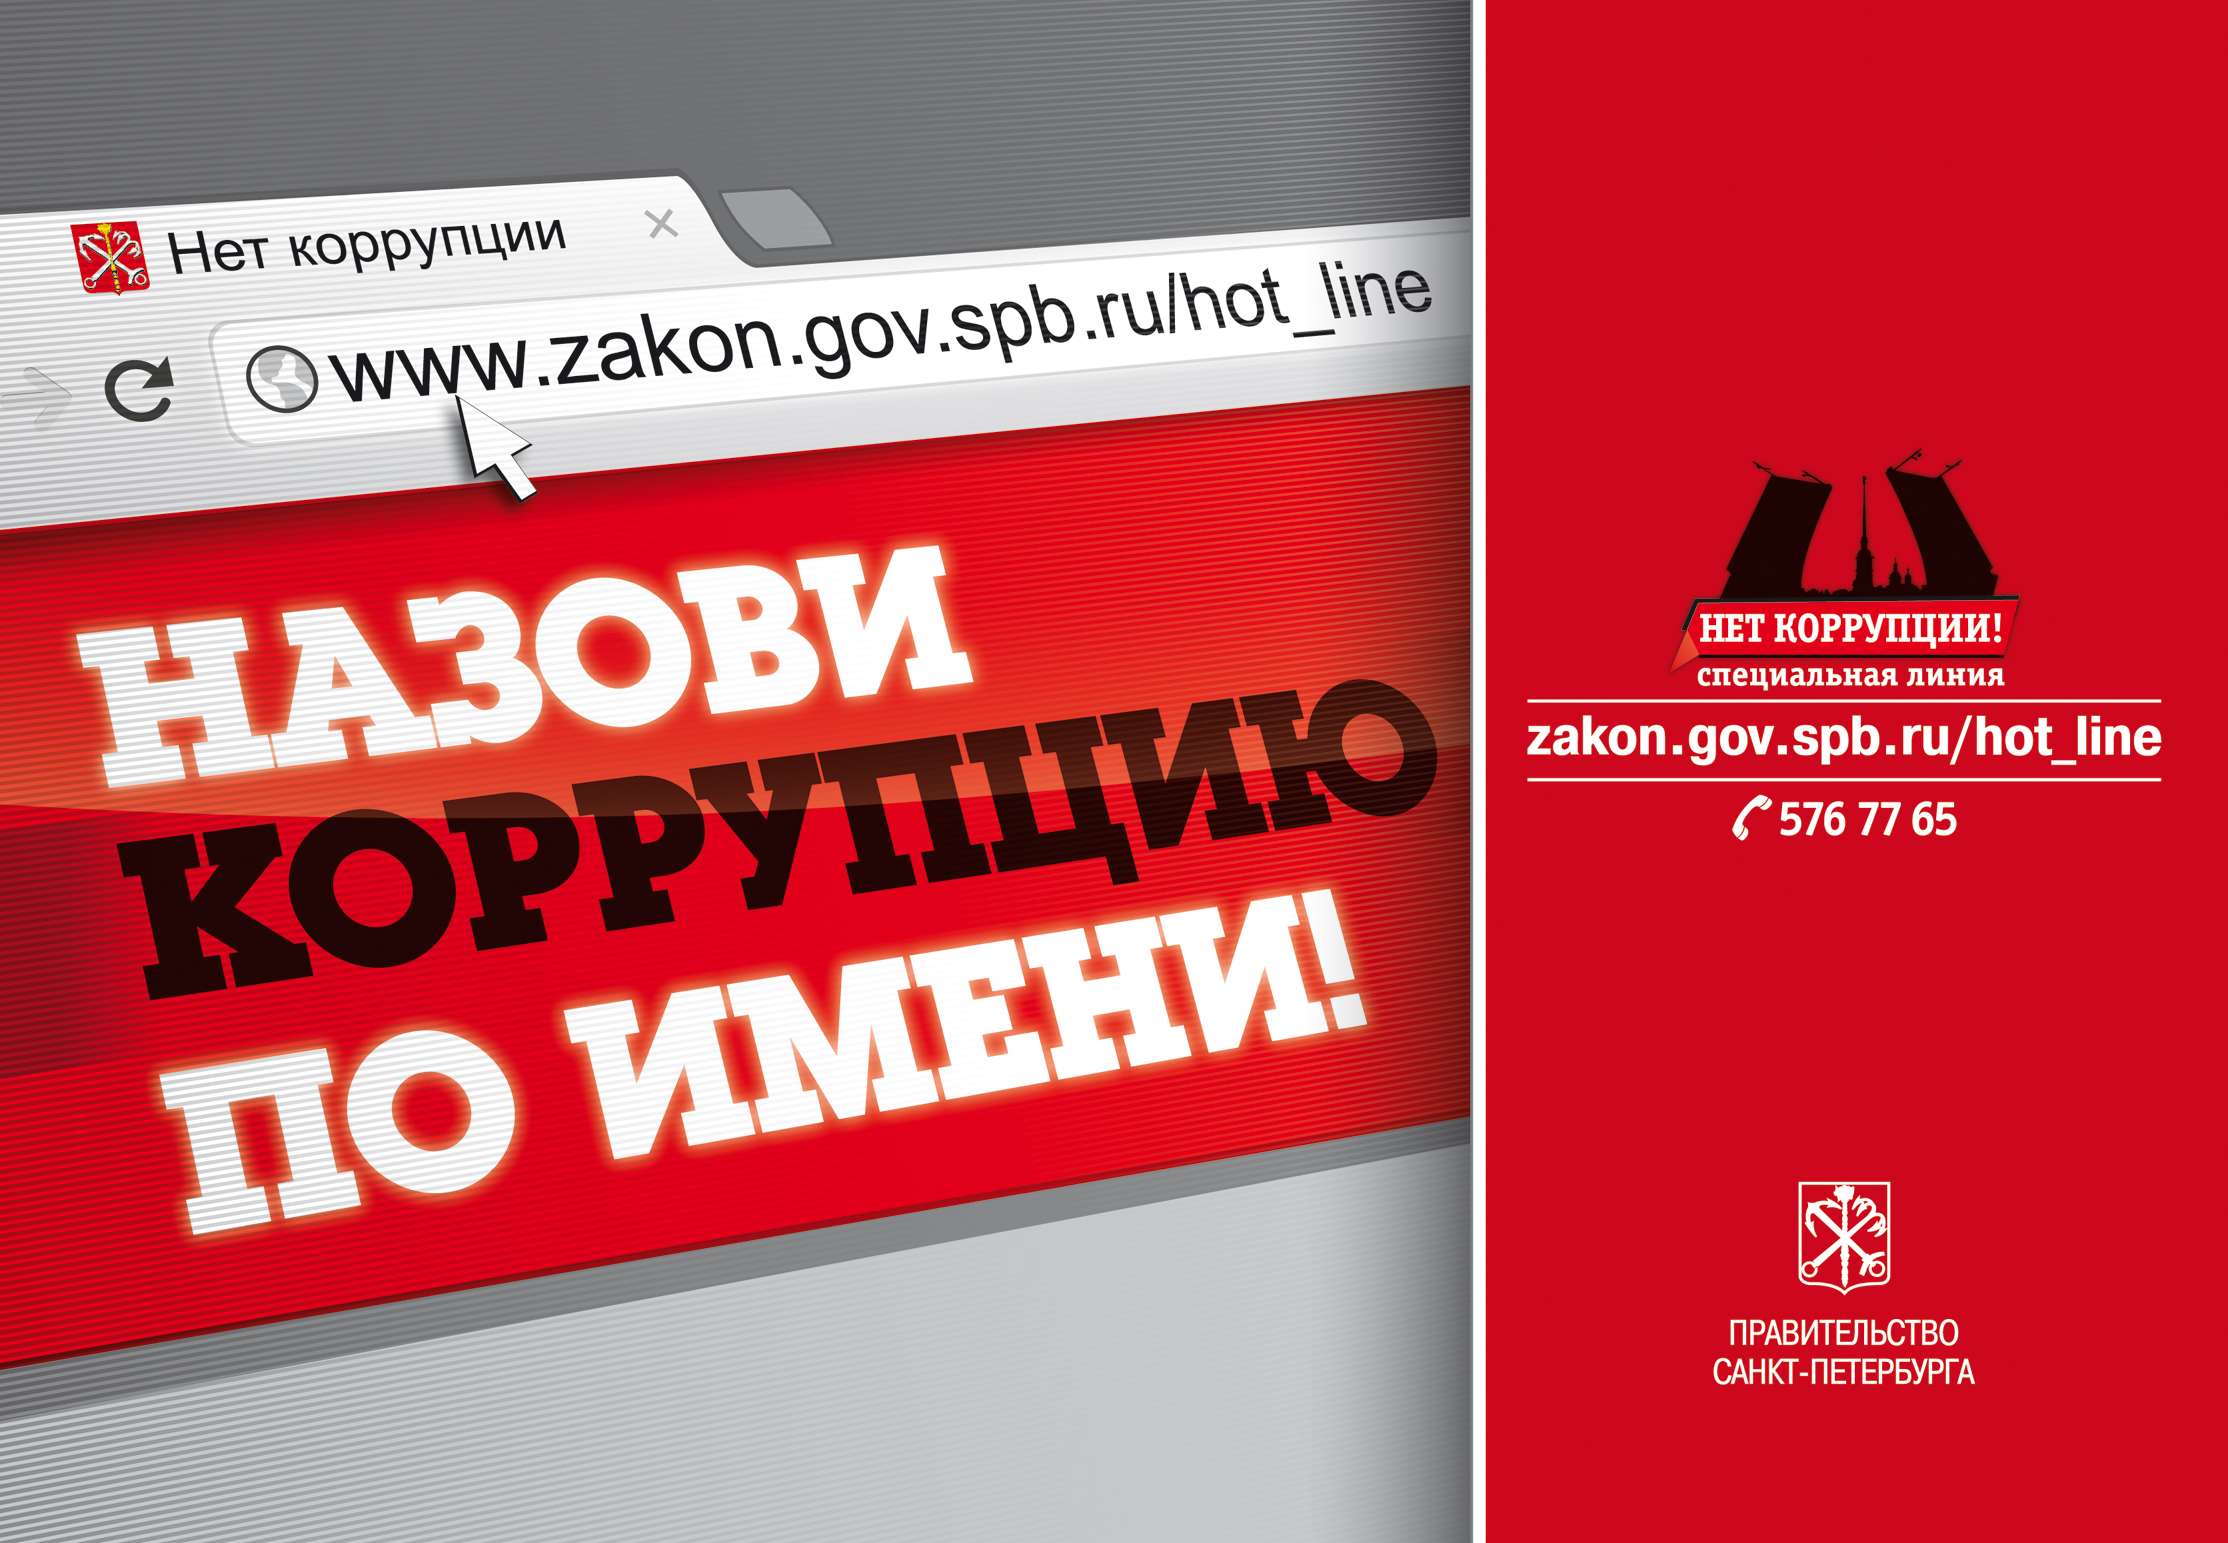 Нет коррупции
www.zakon.gov.spb.ru/hot_line
НАЗОВИ
КОРРУПЦИЮ
ПО ИМЕНИ!
НЕТ КОРРУПЦИИ!
специальная линия
zakon.gov.spb.ru/hot_line
576 77 65
ПРАВИТЕЛЬСТВО
САНКТ-ПЕТЕРБУРГА